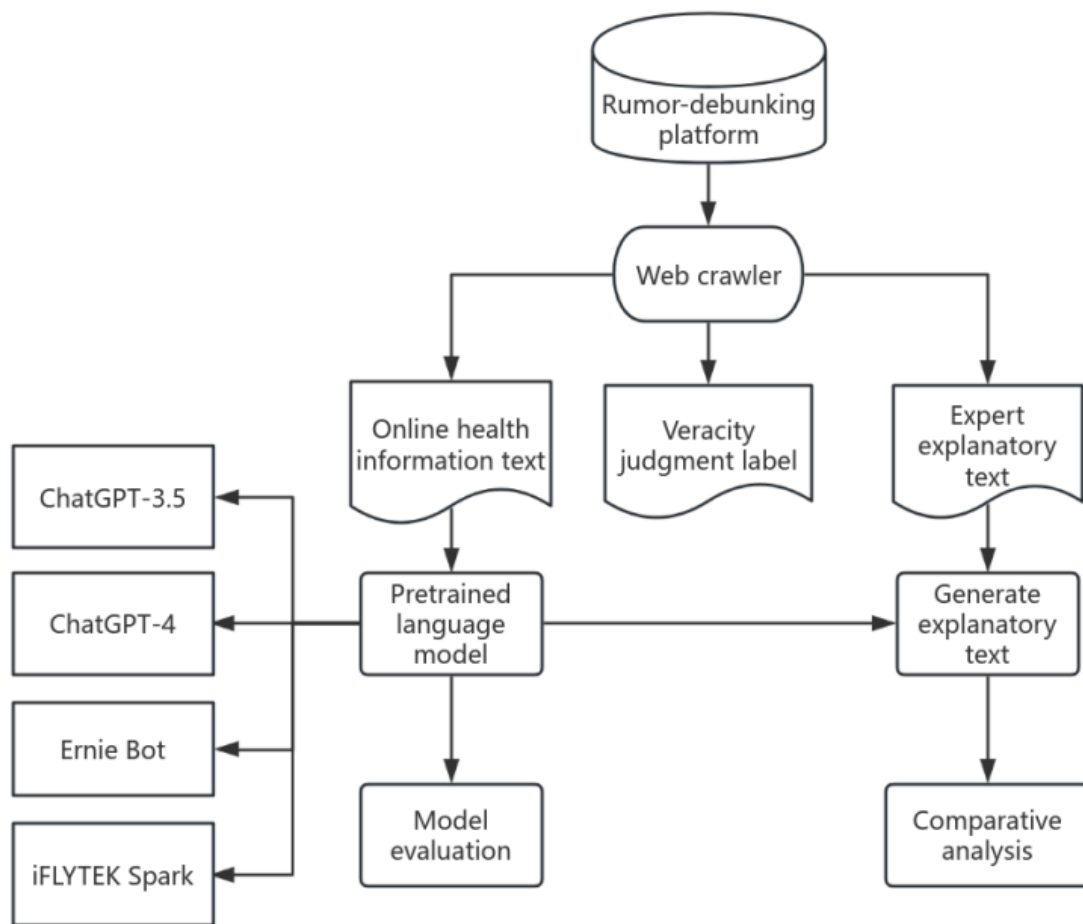 Rumor-debunking
platform
Web crawler
Online health
information text
Veracity
judgment label
Expert
explanatory
text
ChatGPT-3.5
ChatGPT-4
Ernie Bot
iFLYTEK Spark
Pretrained
language
model
Generate
explanatory
text
Model
evaluation
Comparative
analysis